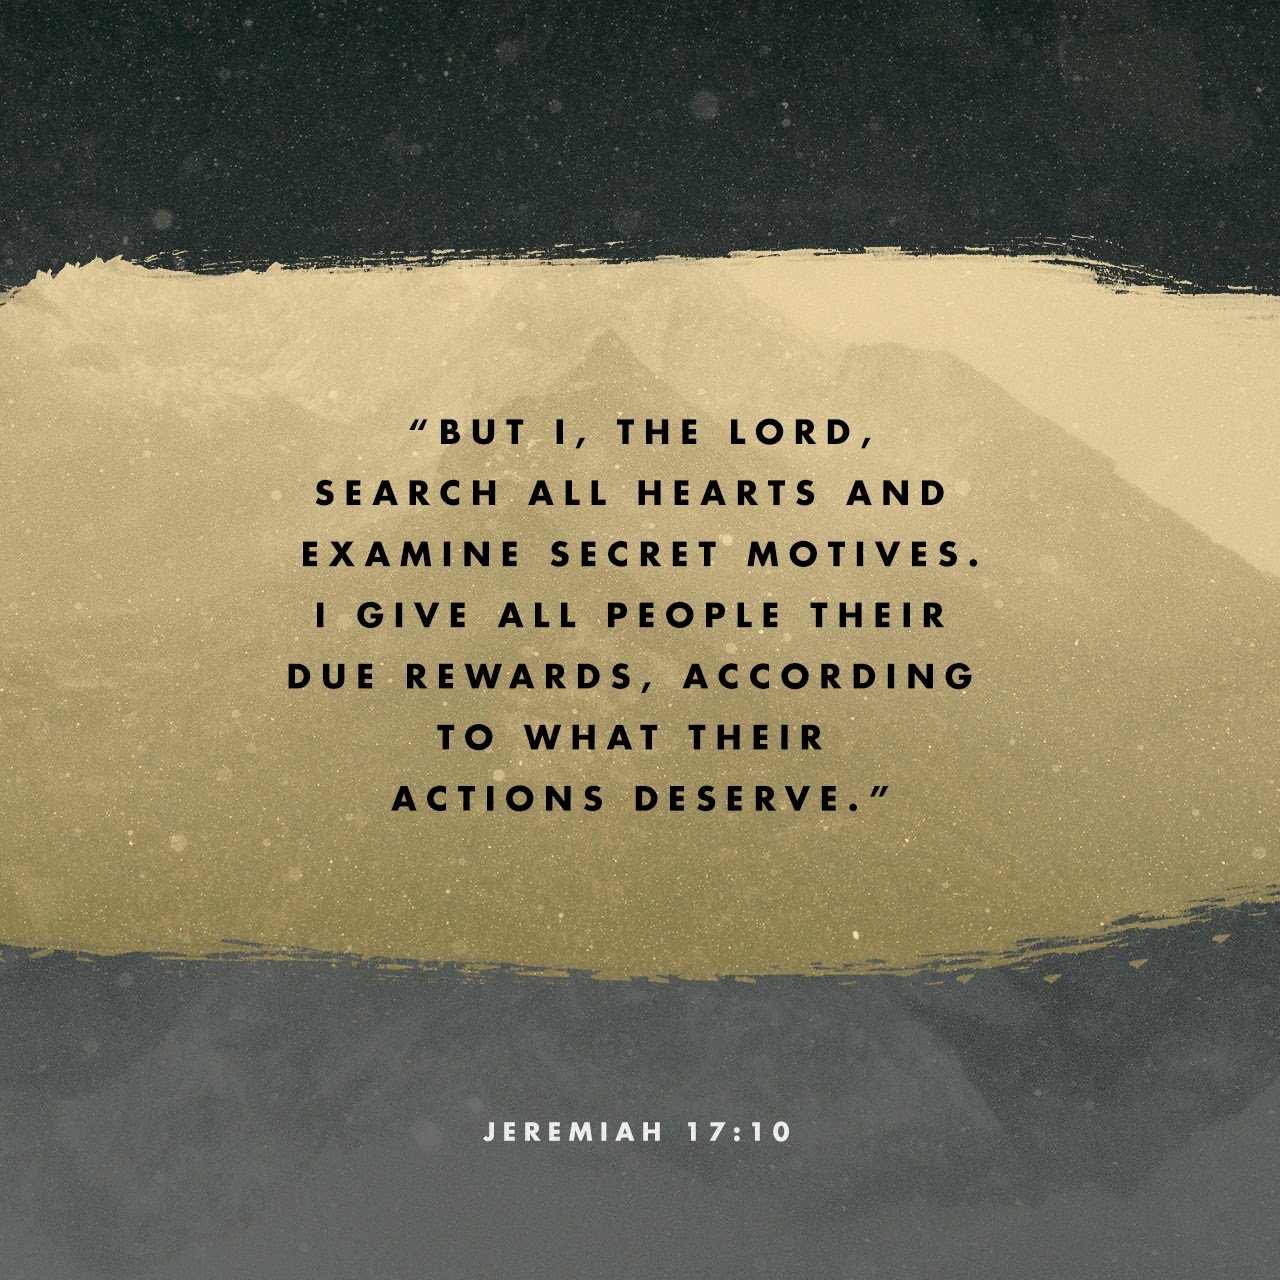 “BUT I, THE LORD,
SEARCH ALL HEARTS AND
EXAMINE SECRET MOTIVES.
I GIVE ALL PEOPLE THEIR
DUE REWARDS, ACCORDING
TO WHAT THEIR
ACTIONS DESERVE.”
JEREMIAH 17:10